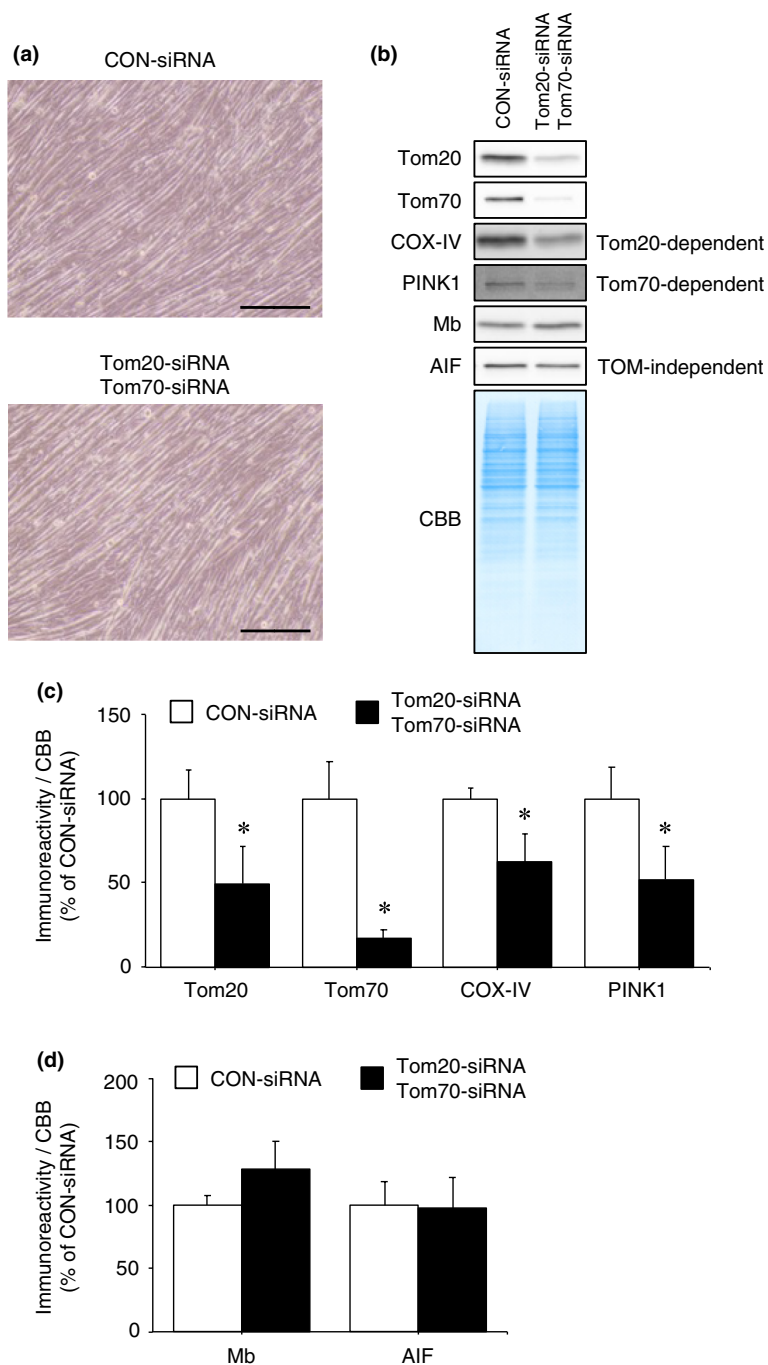 (a)
CON-siRNA
Tom20-siRNA
Tom70-siRNA
(b)
CON-siRNA
Tom20-siRNA
Tom70-siRNA
Tom20
Tom70
COX-IV
Tom20-dependent
PINK1
Tom70-dependent
Mb
AIF
TOM-independent
CBB
(c)
CON-siRNA
Tom20-siRNA
Tom70-siRNA
Immunoreactivity / CBB
(% of CON-siRNA)
150
100
50
0
*
*
*
*
Tom20
Tom70
COX-IV
PINK1
(d)
CON-siRNA
Tom20-siRNA
Tom70-siRNA
Immunoreactivity / CBB
(% of CON-siRNA)
200
150
100
50
0
Mb
AIF